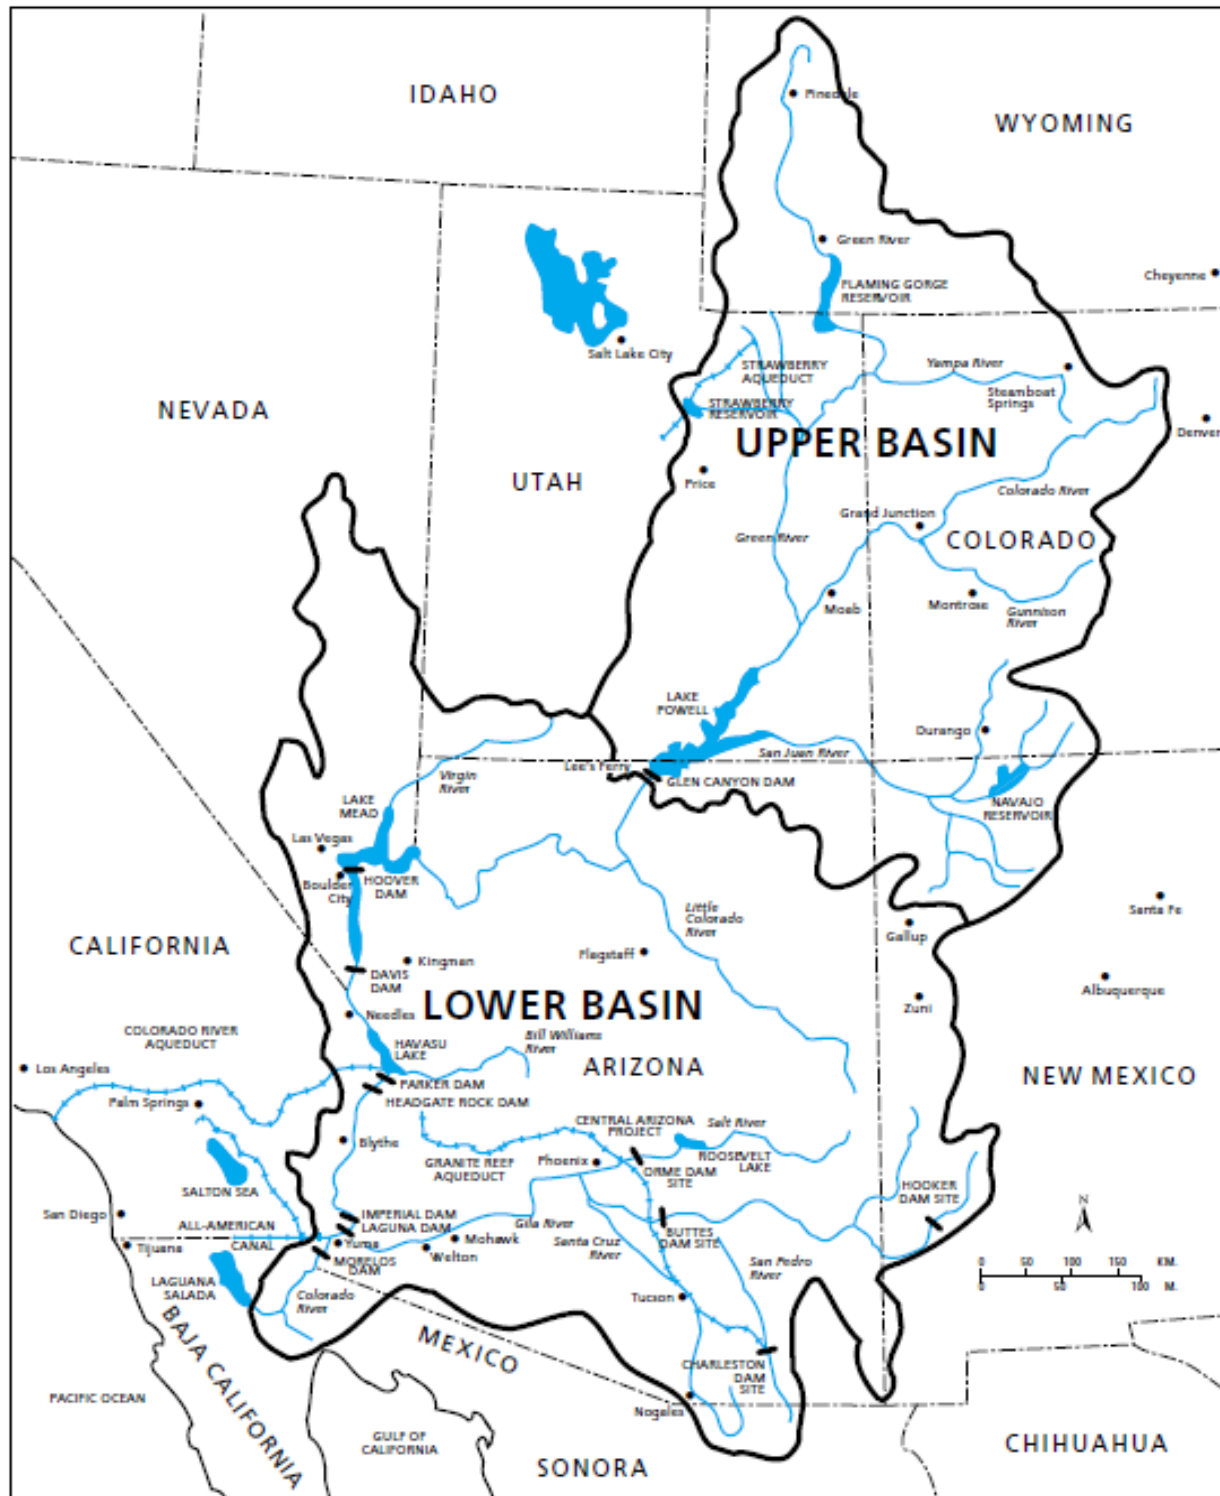 IDAHO
WYOMING
Pinedale
Green River
Cheyenne
FLAMING GORGE
RESERVOIR
Salt Lake City
STRAWBERRY
AQUEDUCT
Yampa River
Steamboat
Springs
STRAWBERRY
RESERVOIR
NEVADA
Denver
UPPER BASIN
UTAH
Price
Colorado River
Grand Junction
Green River
COLORADO
Moab
Montrose
Gunnison
River
LAKE
POWELL
Durango
San Juan River
Lee's Ferry
GLEN CANYON DAM
Virgin
River
NAVAJO
RESERVOIR
LAKE
MEAD
Las Vegas
Boulder
City
HOOVER
DAM
Little
Colorado
River
Santa Fe
Gallup
CALIFORNIA
Flagstaff
Kingman
DAVIS
DAM
Albuquerque
LOWER BASIN
Zuni
Needles
COLORADO RIVER
AQUEDUCT
HAVASU
LAKE
Bill Williams
River
ARIZONA
Los Angeles
NEW MEXICO
PARKER DAM
HEADGATE ROCK DAM
Palm Springs
CENTRAL ARIZONA
PROJECT
Salt River
Blythe
GRANITE REEF
AQUEDUCT
Phoenix
ROOSEVELT
LAKE
ORME DAM
SITE
SALTON SEA
HOOKER
DAM SITE
San Diego
IMPERIAL DAM
LAGUNA DAM
ALL-AMERICAN
CANAL
Gila River
N
Tijuana
Yuma
Mohawk
Welton
MORELOS
DAM
Santa Cruz
River
BUTTES
DAM SITE
San Pedro
River
0 50 100 150 KM.
0 50 100 M.
LAGUANA
SALADA
Colorado
River
Tucson
MEXICO
BAJA CALIFORNIA
CHARLESTON
DAM
SITE
PACIFIC OCEAN
Nogales
GULF OF
CALIFORNIA
SONORA
CHIHUAHUA